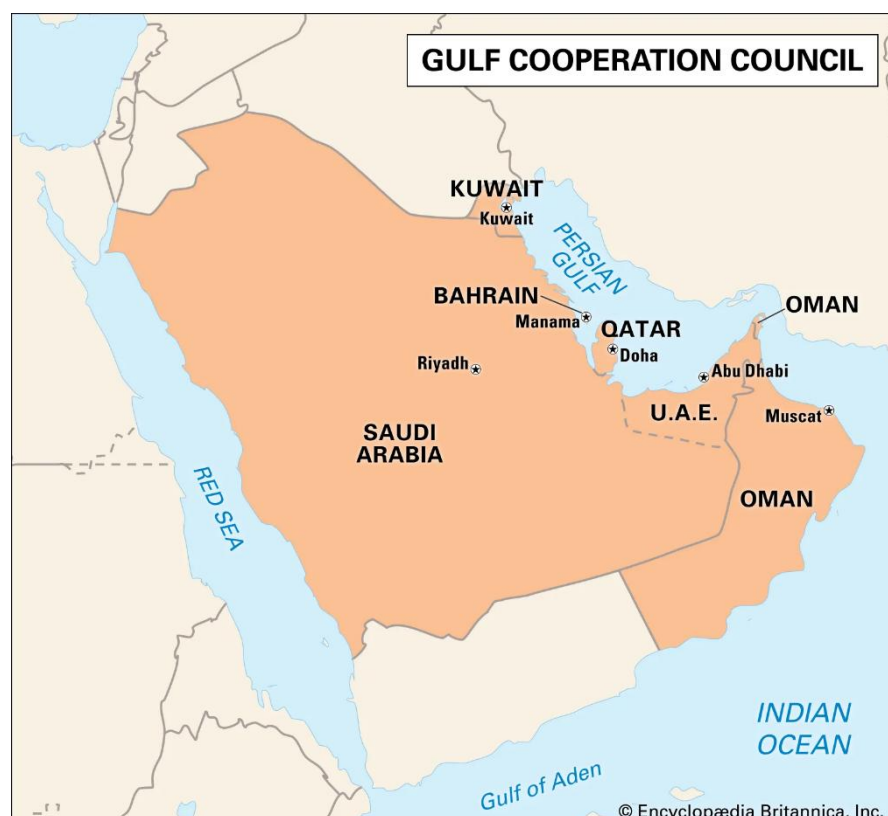 GULF COOPERATION COUNCIL
KUWAIT
Kuwait
PERSIAN
GULF
BAHRAIN
Manama
QATAR
Doha
OMAN
Abu Dhabi
Riyadh
U.A.E.
Muscat
SAUDI
ARABIA
RED SEA
OMAN
INDIAN
OCEAN
Gulf of Aden
© Encyclopædia Britannica, Inc.